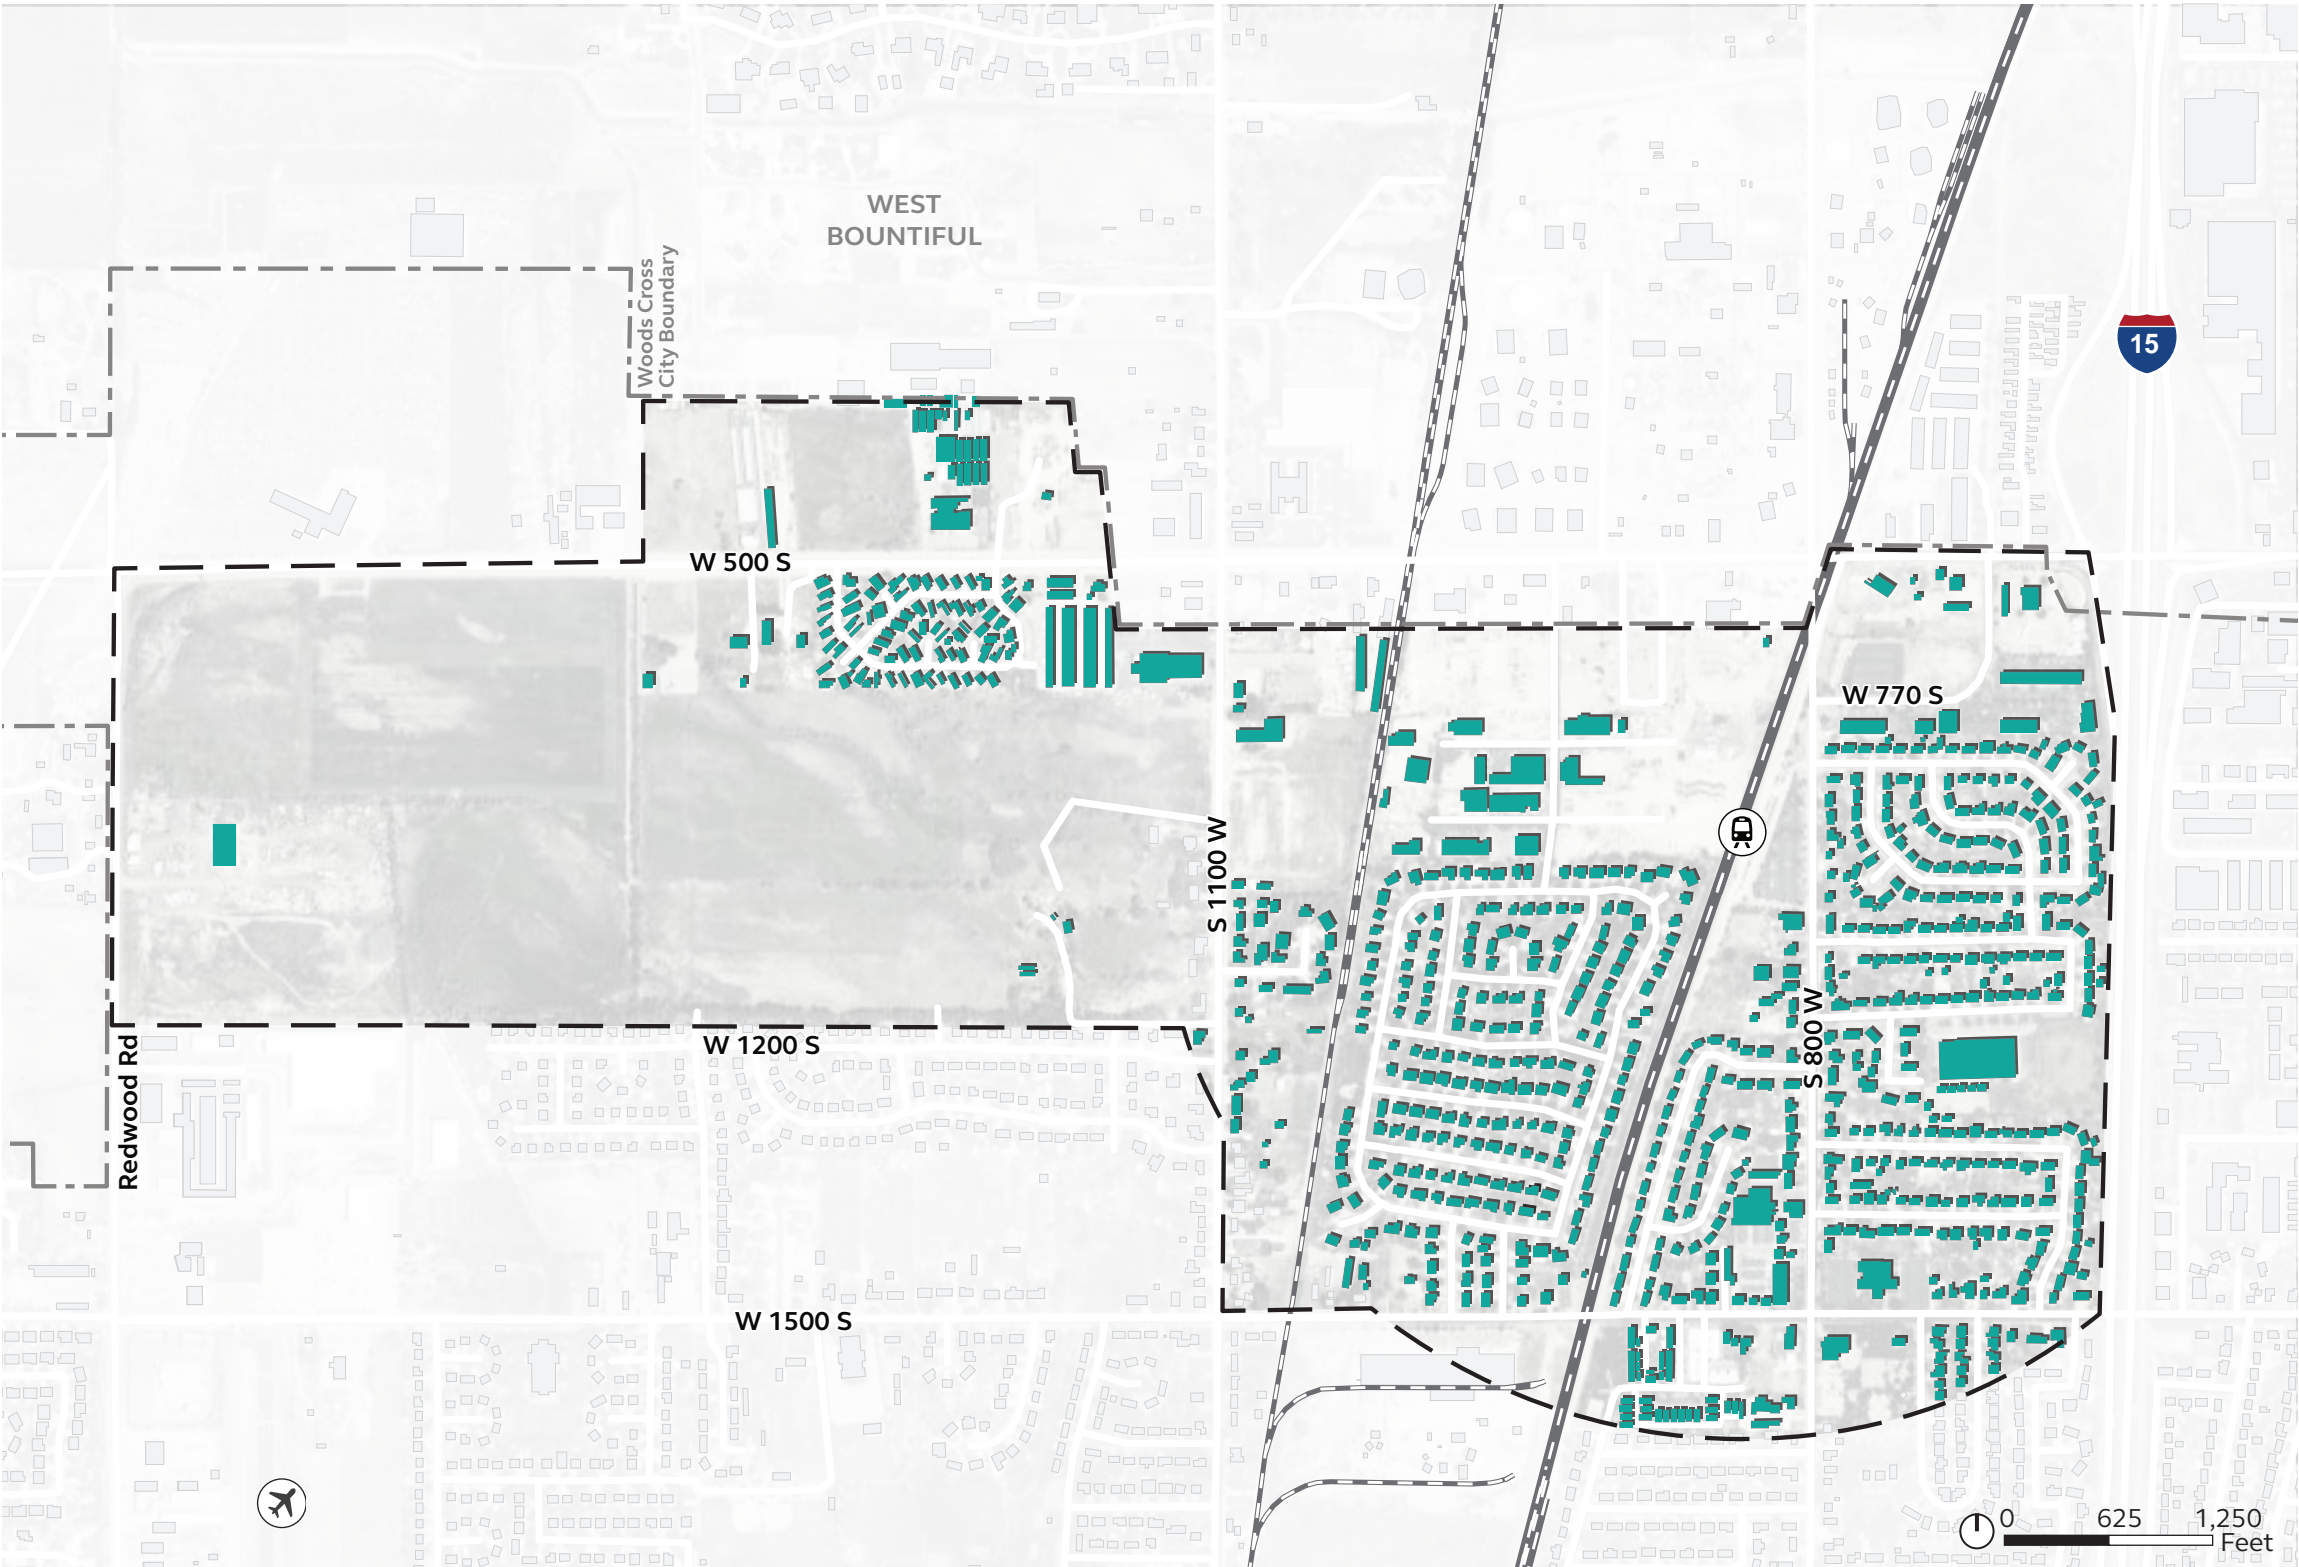 WEST
BOUNTIFUL
Woods Cross
City Boundary
15
W 500 S
W 770 S
S 1100 W
S 800 W
W 1200 S
Redwood Rd
W 1500 S
0 625 1,250
Feet